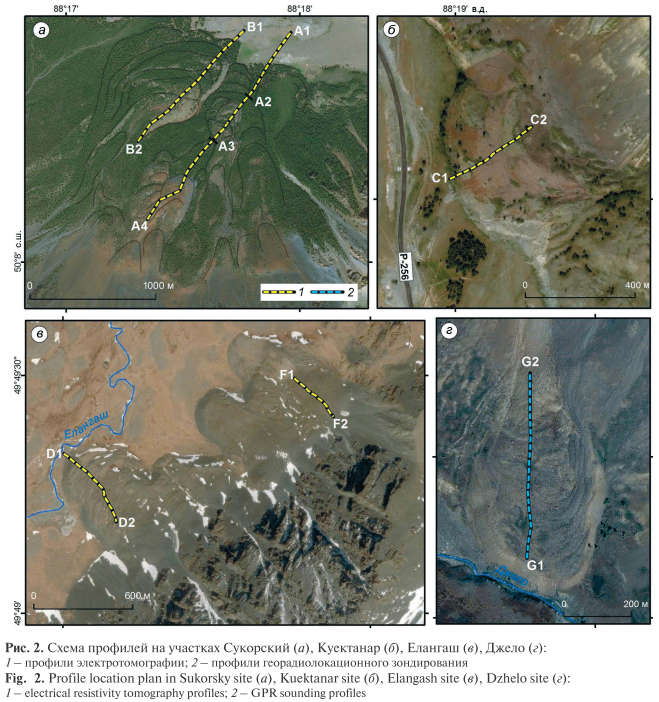 88°17' 88°18' 88°19' в.д.
а
B1
A1
A2
B2
A3
A4
50°8' с.ш.
0 1000 м
1 2
б
C2
C1
P-256
0 400 м
в
49°49'30"
F1
F2
Елангаш
D1
D2
0 600 м
49°49'
г
G2
G1
0 200 м
Рис. 2. Схема профилей на участках Сукорский (а), Куектанар (б), Елангаш (в), Джело (г):
1 – профили электротомографии; 2 – профили георадиолокационного зондирования
Fig. 2. Profile location plan in Sukorsky site (a), Kuektanar site (б), Elangash site (в), Dzhelo site (г):
1 – electrical resistivity tomography profiles; 2 – GPR sounding profiles